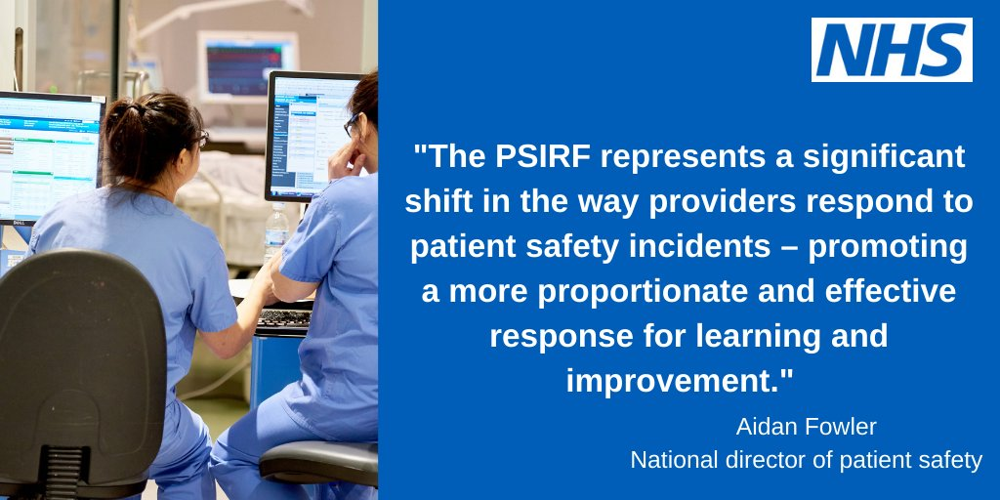 NHS
"The PSIRF represents a significant
shift in the way providers respond to
patient safety incidents – promoting
a more proportionate and effective
response for learning and
improvement."
Aidan Fowler
National director of patient safety